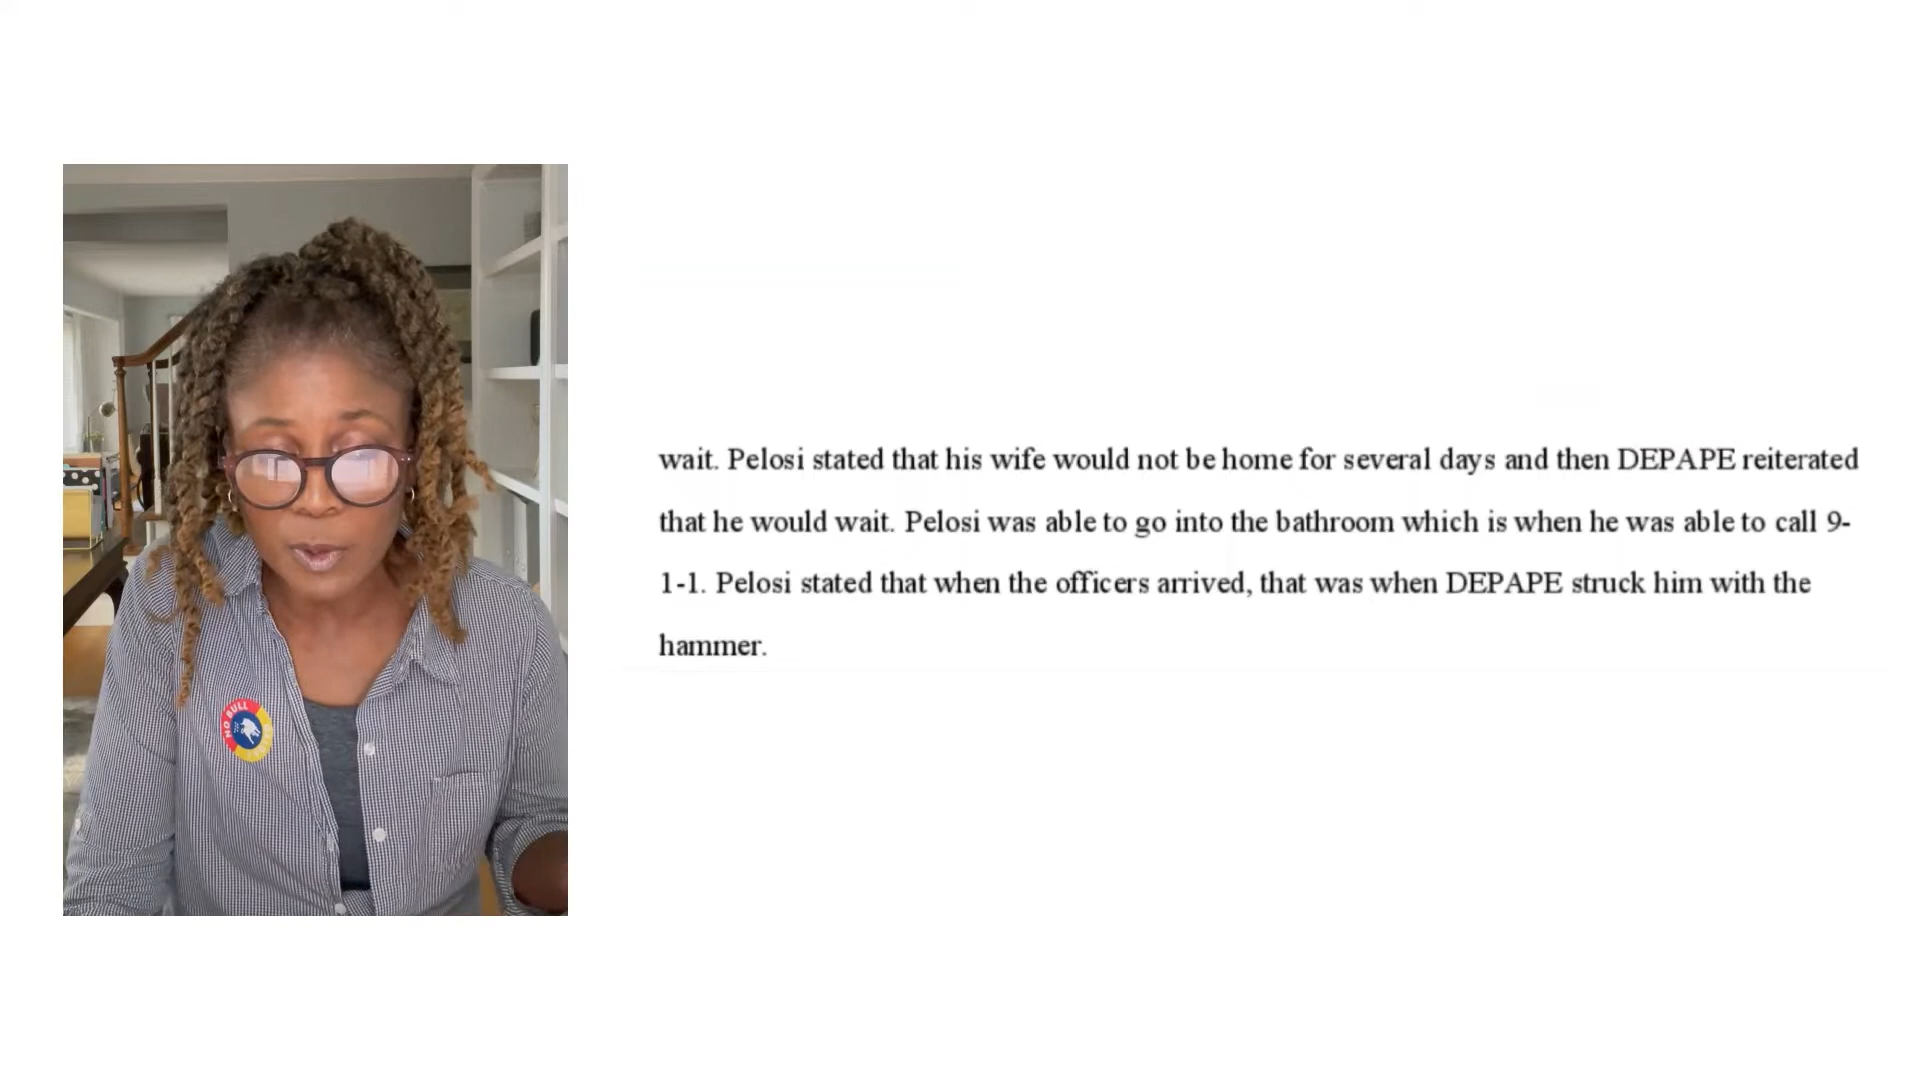 wait. Pelosi stated that his wife would not be home for several days and then DEPAPE reiterated
that he would wait. Pelosi was able to go into the bathroom which is when he was able to call 9-
1-1. Pelosi stated that when the officers arrived, that was when DEPAPE struck him with the
hammer.
NO BULL